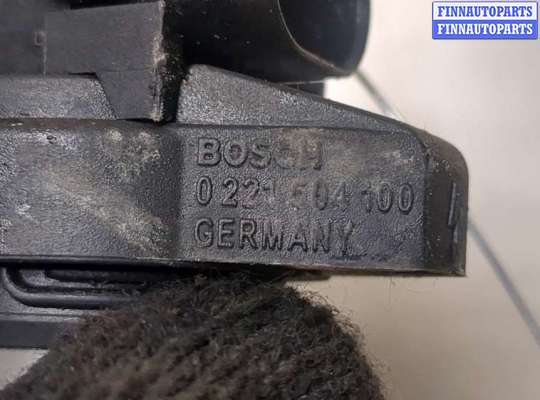 FINNAUTOPARTS
FINNAUTOPARTS
BOSCH
0 221 504 100
GERMANY